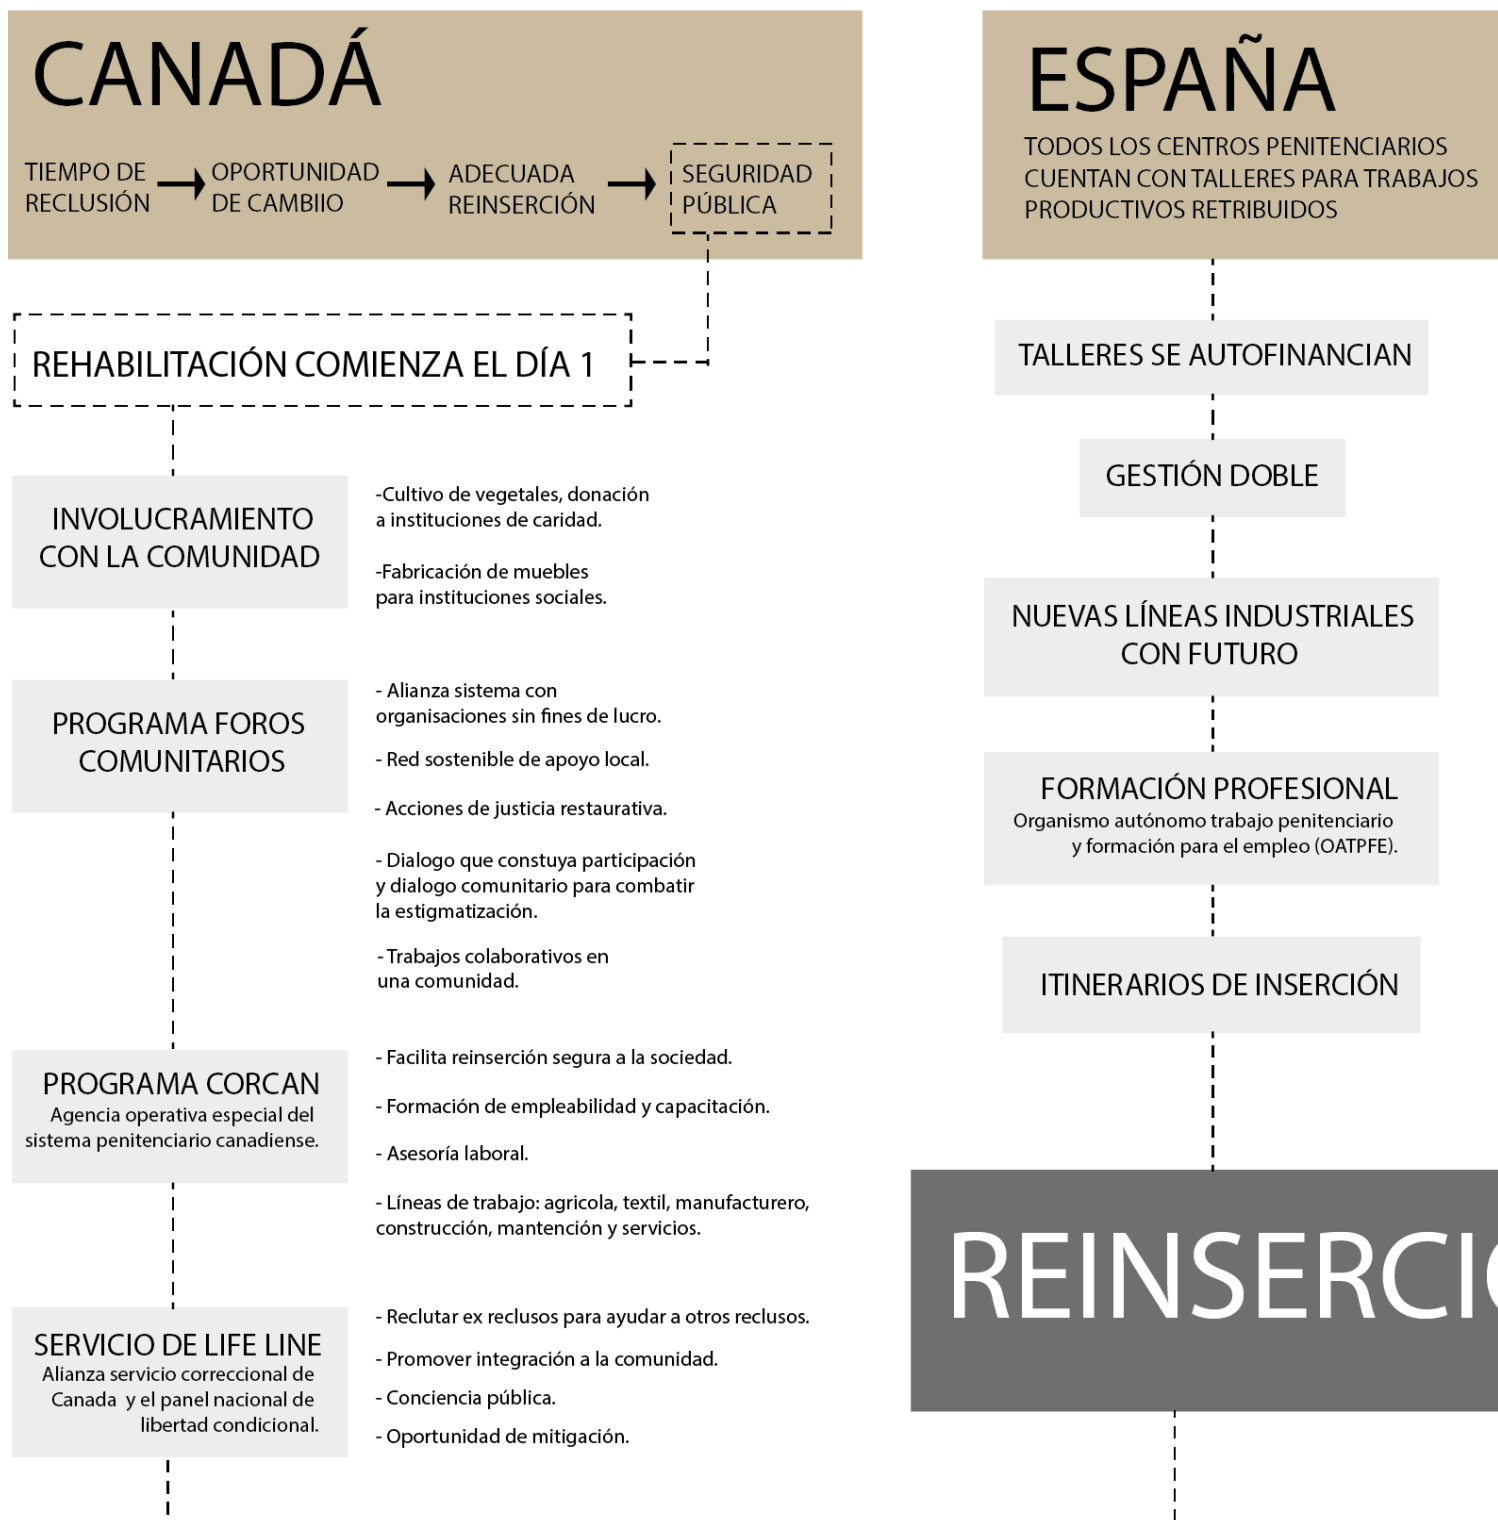 CANADÁ
TIEMPO DE
RECLUSIÓN
OPORTUNIDAD
DE CAMBIIO
ADECUADA
REINSERCIÓN
SEGURIDAD
PÚBLICA
REHABILITACIÓN COMIENZA EL DÍA 1
INVOLUCRAMIENTO
CON LA COMUNIDAD
-Cultivo de vegetales, donación
a instituciones de caridad.
-Fabricación de muebles
para instituciones sociales.
PROGRAMA FOROS
COMUNITARIOS
- Alianza sistema con
organisaciones sin fines de lucro.
- Red sostenible de apoyo local.
- Acciones de justicia restaurativa.
- Dialogo que constuya participación
y dialogo comunitario para combatir
la estigmatización.
- Trabajos colaborativos en
una comunidad.
PROGRAMA CORCAN
Agencia operativa especial del
sistema penitenciario canadiense.
- Facilita reinserción segura a la sociedad.
- Formación de empleabilidad y capacitación.
- Asesoría laboral.
- Líneas de trabajo: agricola, textil, manufacturero,
construcción, mantención y servicios.
SERVICIO DE LIFE LINE
Alianza servicio correccional de
Canada y el panel nacional de
libertad condicional.
- Reclutar ex reclusos para ayudar a otros reclusos.
- Promover integración a la comunidad.
- Conciencia pública.
- Oportunidad de mitigación.
ESPAÑA
TODOS LOS CENTROS PENITENCIARIOS
CUENTAN CON TALLERES PARA TRABAJOS
PRODUCTIVOS RETRIBUIDOS
TALLERES SE AUTOFINANCIAN
GESTIÓN DOBLE
NUEVAS LÍNEAS INDUSTRIALES
CON FUTURO
FORMACIÓN PROFESIONAL
Organismo autónomo trabajo penitenciario
y formación para el empleo (OATPFE).
ITINERARIOS DE INSERCIÓN
REINSERCI